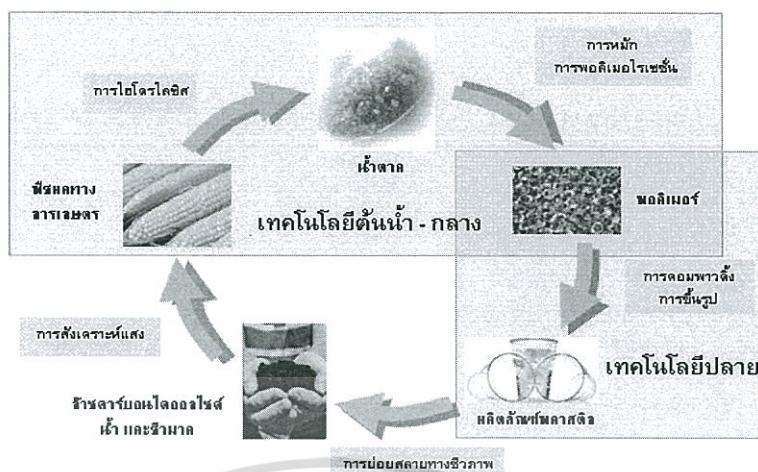 การหมัก
การพอลิเมอไรเซชั่น
การไฮโดรไลซิส
น้ำตาล
พืชผลทาง
การเกษตร
พอลิเมอร์
เทคโนโลยีต้นน้ำ - กลาง
การคอมพาวดิ้ง
การขึ้นรูป
การสังเคราะห์แสง
เทคโนโลยีปลาย
ผลิตภัณฑ์พลาสติก
ก๊าซคาร์บอนไดออกไซด์
น้ำ และชีวมวล
การย่อยสลายทางชีวภาพ